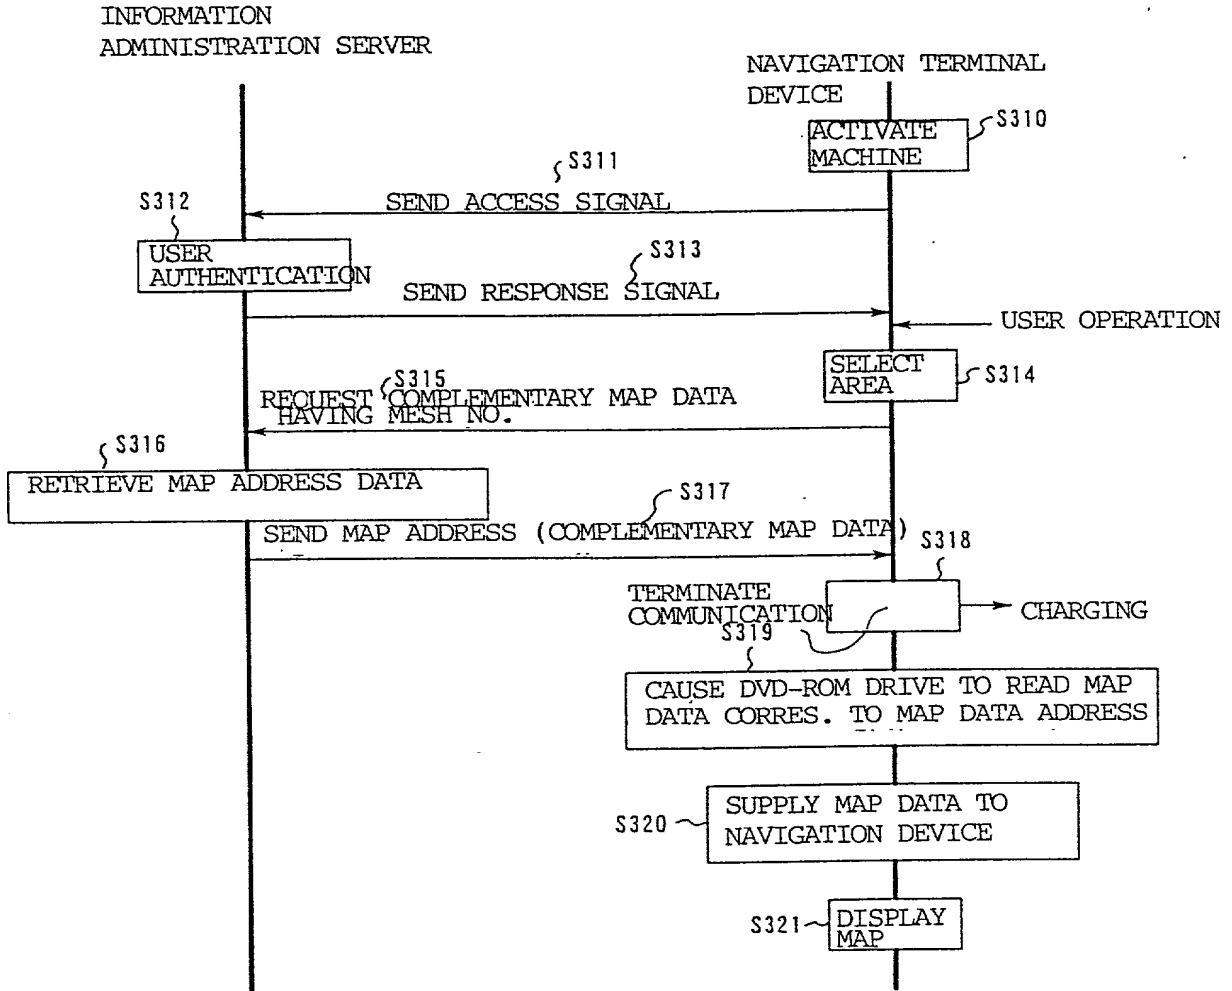 INFORMATION
ADMINISTRATION SERVER
NAVIGATION TERMINAL
DEVICE
S310
ACTIVATE
MACHINE
S311
SEND ACCESS SIGNAL
S312
USER
AUTHENTICATION
S313
SEND RESPONSE SIGNAL
USER OPERATION
SELECT
AREA
S314
S315
REQUEST COMPLEMENTARY MAP DATA
HAVING MESH NO.
S316
RETRIEVE MAP ADDRESS DATA
S317
SEND MAP ADDRESS (COMPLEMENTARY MAP DATA)
S318
TERMINATE
COMMUNICATION
CHARGING
S319
CAUSE DVD-ROM DRIVE TO READ MAP
DATA CORRES. TO MAP DATA ADDRESS
S320
SUPPLY MAP DATA TO
NAVIGATION DEVICE
S321
DISPLAY
MAP